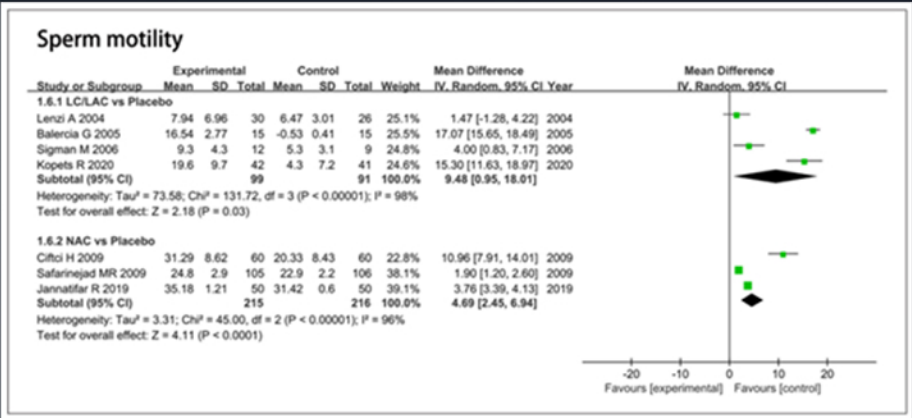 Sperm motility
Experimental Control Mean Difference Mean Difference
Study or Subgroup Mean SD Total Mean SD Total Weight IV, Random, 95% CI Year IV, Random, 95% CI
1.6.1 LC/LAC vs Placebo
Lenzi A 2004 7.94 6.96 30 6.47 3.01 26 25.1% 1.47 [-1.28, 4.22] 2004
Balercia G 2005 16.54 2.77 15 -0.53 0.41 15 25.5% 17.07 [15.65, 18.49] 2005
Sigman M 2006 9.3 4.3 12 5.3 3.1 9 24.8% 4.00 [0.83, 7.17] 2006
Kopets R 2020 19.6 9.7 42 4.3 7.2 41 24.6% 15.30 [11.63, 18.97] 2020
Subtotal (95% CI) 99 91 100.0% 9.48 [0.95, 18.01]
Heterogeneity: Tau² = 73.58; Chi² = 131.72, df = 3 (P < 0.00001); I² = 98%
Test for overall effect: Z = 2.18 (P = 0.03)
1.6.2 NAC vs Placebo
Ciftci H 2009 31.29 8.62 60 20.33 8.43 60 22.8% 10.96 [7.91, 14.01] 2009
Safarinejad MR 2009 24.8 2.9 105 22.9 2.2 106 38.1% 1.90 [1.20, 2.60] 2009
Jannatifar R 2019 35.18 1.21 50 31.42 0.6 50 39.1% 3.76 [3.39, 4.13] 2019
Subtotal (95% CI) 215 216 100.0% 4.69 [2.45, 6.94]
Heterogeneity: Tau² = 3.31; Chi² = 45.00, df = 2 (P < 0.00001); I² = 96%
Test for overall effect: Z = 4.11 (P < 0.0001)
-20 -10 0 10 20
Favours [experimental] Favours [control]